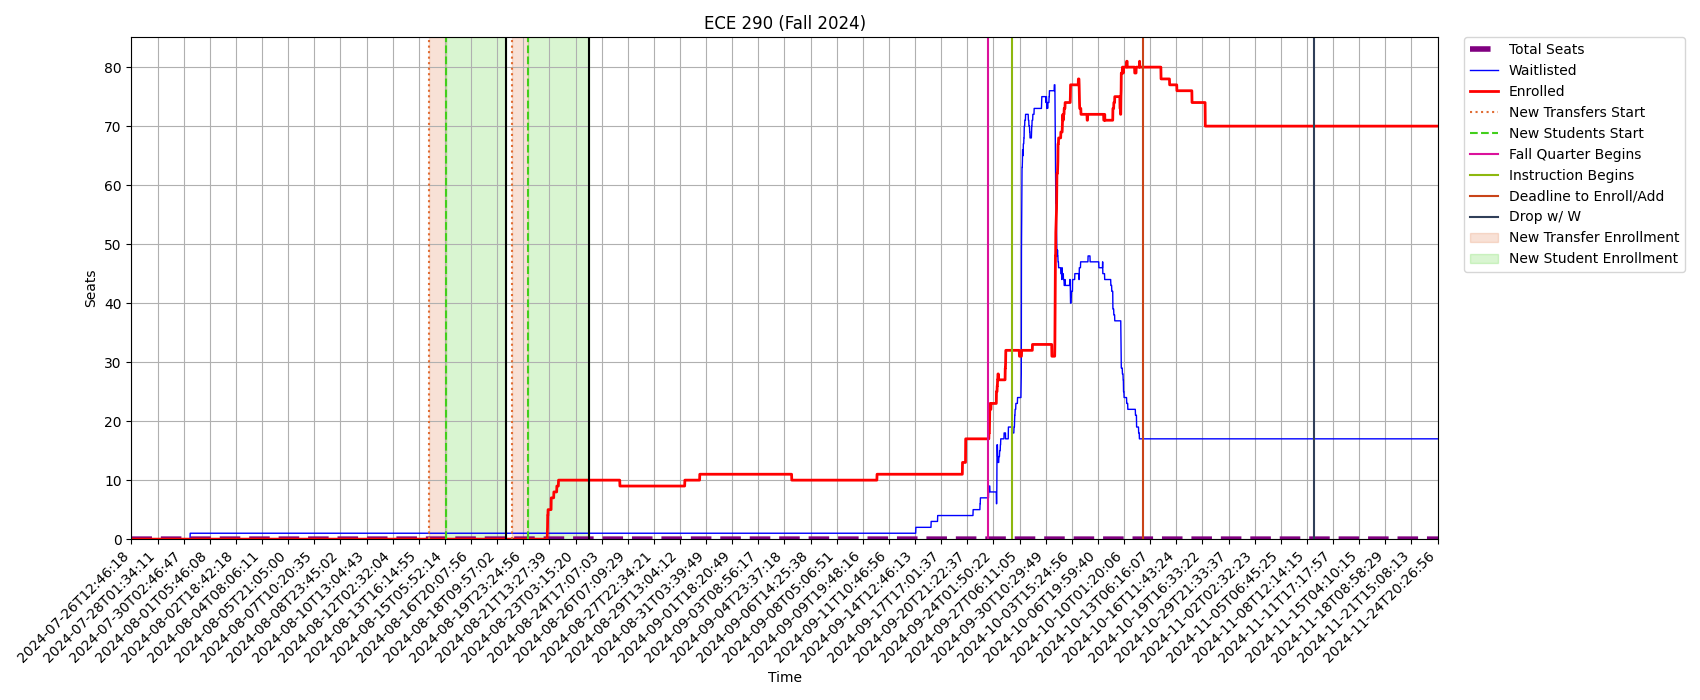 ECE 290 (Fall 2024)
Total Seats
Waitlisted
Enrolled
New Transfers Start
New Students Start
Fall Quarter Begins
Instruction Begins
Deadline to Enroll/Add
Drop w/ W
New Transfer Enrollment
New Student Enrollment
Seats
80
70
60
50
40
30
20
10
0
2024-07-26T12:46:18
2024-07-28T01:34:11
2024-07-30T02:46:47
2024-08-01T05:46:08
2024-08-02T18:42:18
2024-08-04T08:06:11
2024-08-05T21:05:00
2024-08-07T10:20:35
2024-08-08T23:45:02
2024-08-10T13:04:43
2024-08-12T02:32:04
2024-08-13T16:14:55
2024-08-15T05:52:14
2024-08-16T20:07:56
2024-08-18T09:57:02
2024-08-19T23:24:56
2024-08-21T13:27:39
2024-08-23T03:15:20
2024-08-24T17:07:03
2024-08-26T07:09:29
2024-08-27T22:34:21
2024-08-29T13:04:12
2024-08-31T03:39:49
2024-09-01T18:20:49
2024-09-03T08:56:17
2024-09-04T23:37:18
2024-09-06T14:25:38
2024-09-08T05:06:51
2024-09-09T19:48:16
2024-09-11T10:46:56
2024-09-14T12:46:13
2024-09-17T17:01:37
2024-09-20T21:22:37
2024-09-24T01:50:22
2024-09-27T06:11:05
2024-09-30T10:29:49
2024-10-03T15:24:56
2024-10-06T19:59:40
2024-10-10T01:20:06
2024-10-13T06:16:07
2024-10-16T11:43:24
2024-10-19T16:33:22
2024-10-29T21:33:37
2024-11-02T02:32:23
2024-11-05T06:45:25
2024-11-08T12:14:15
2024-11-11T17:17:57
2024-11-15T04:10:15
2024-11-18T08:58:29
2024-11-21T15:08:13
2024-11-24T20:26:56
Time